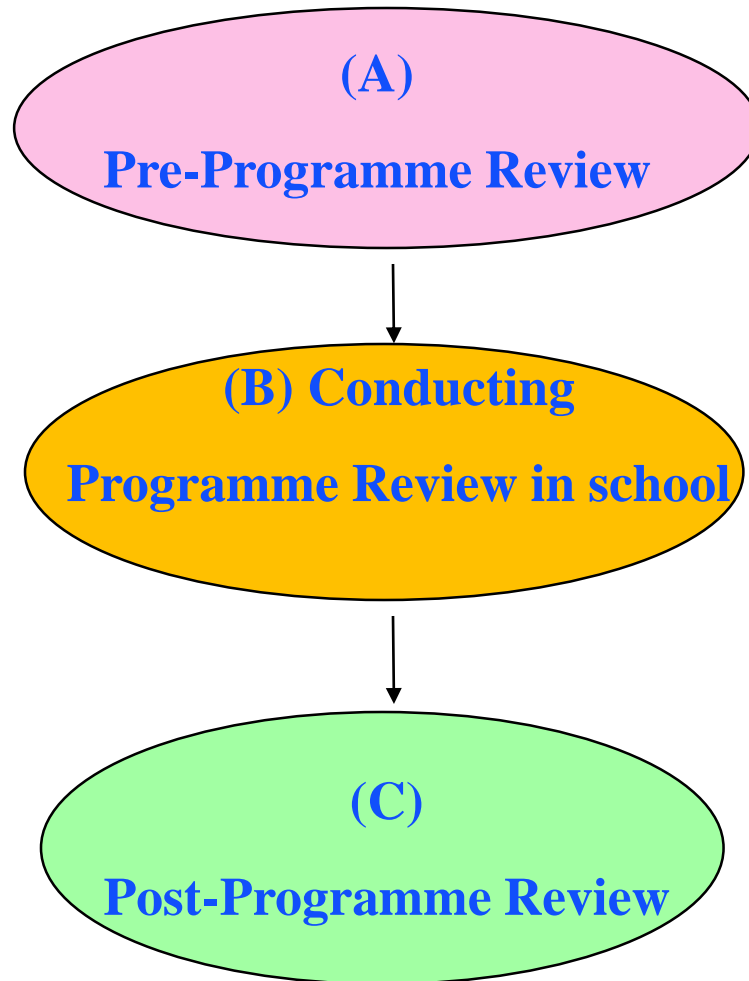 (A)
Pre-Programme Review
(B) Conducting
Programme Review in school
(C)
Post-Programme Review